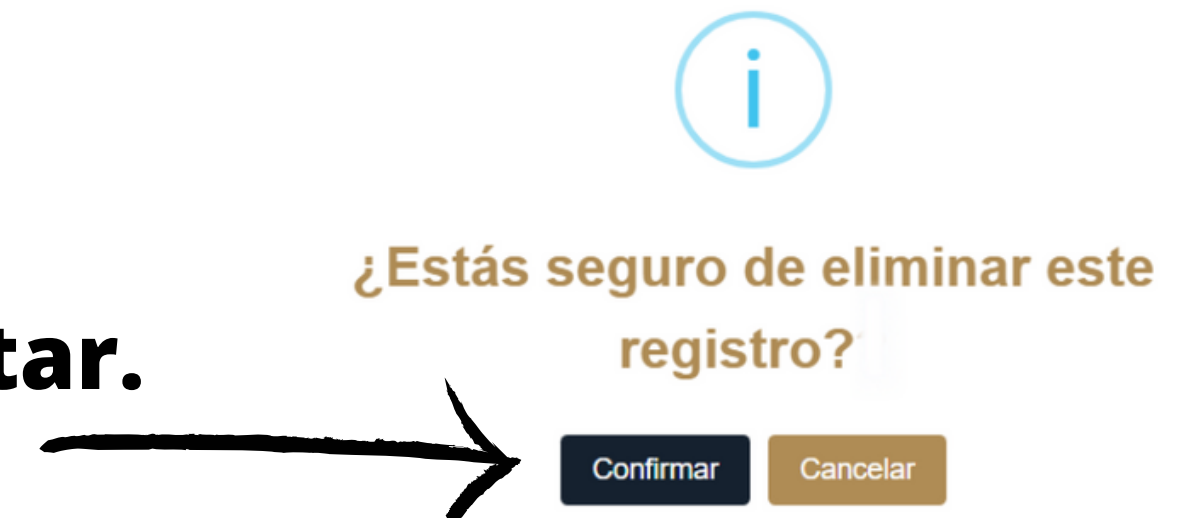 ¿Estás seguro de eliminar este
registro?
tar.
Confirmar
Cancelar